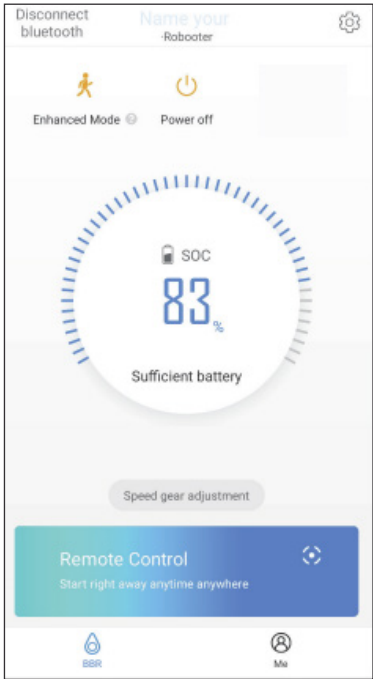 Disconnect
bluetooth
Name your
-Robooter
Enhanced Mode
Power off
SOC
83%
Sufficient battery
Speed gear adjustment
Remote Control
Start right away anytime anywhere
BBR
Me